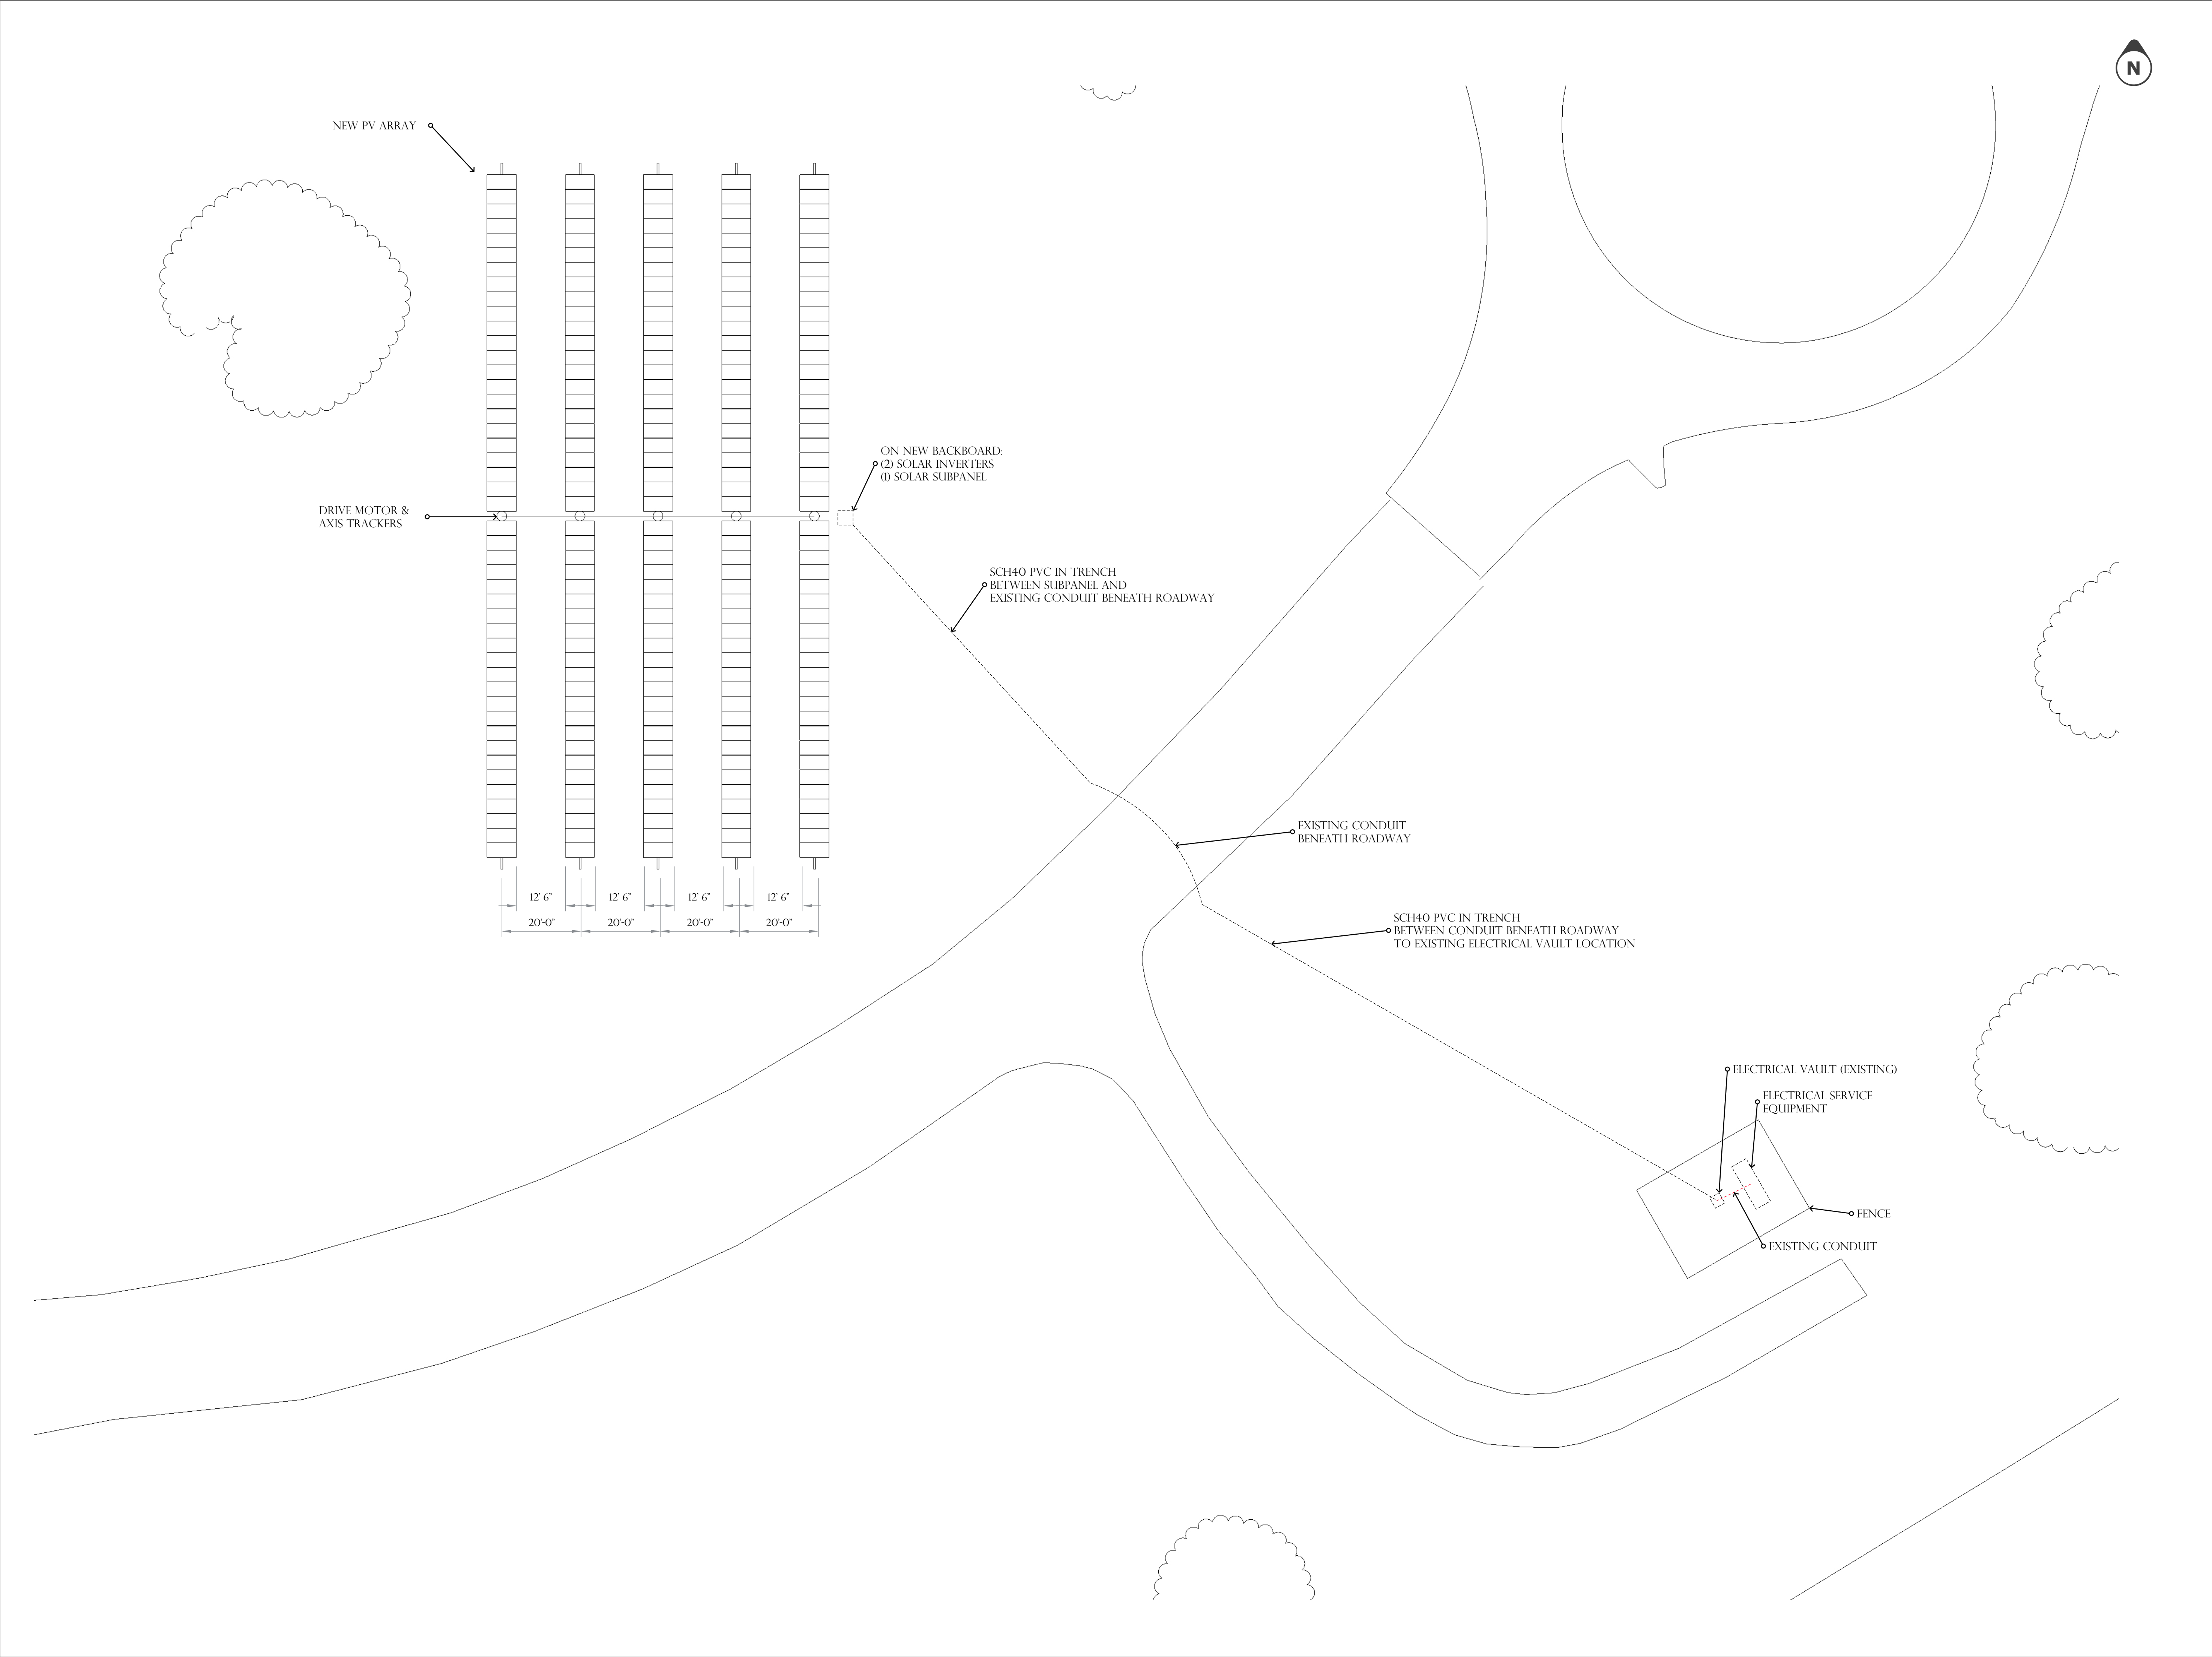 N
NEW PV ARRAY
ON NEW BACKBOARD:
(2) SOLAR INVERTERS
(1) SOLAR SUBPANEL
DRIVE MOTOR &
AXIS TRACKERS
SCH40 PVC IN TRENCH
BETWEEN SUBPANEL AND
EXISTING CONDUIT BENEATH ROADWAY
EXISTING CONDUIT
BENEATH ROADWAY
12'-6" 12'-6" 12'-6" 12'-6"
20'-0" 20'-0" 20'-0" 20'-0"
SCH40 PVC IN TRENCH
BETWEEN CONDUIT BENEATH ROADWAY
TO EXISTING ELECTRICAL VAULT LOCATION
ELECTRICAL VAULT (EXISTING)
ELECTRICAL SERVICE
EQUIPMENT
FENCE
EXISTING CONDUIT